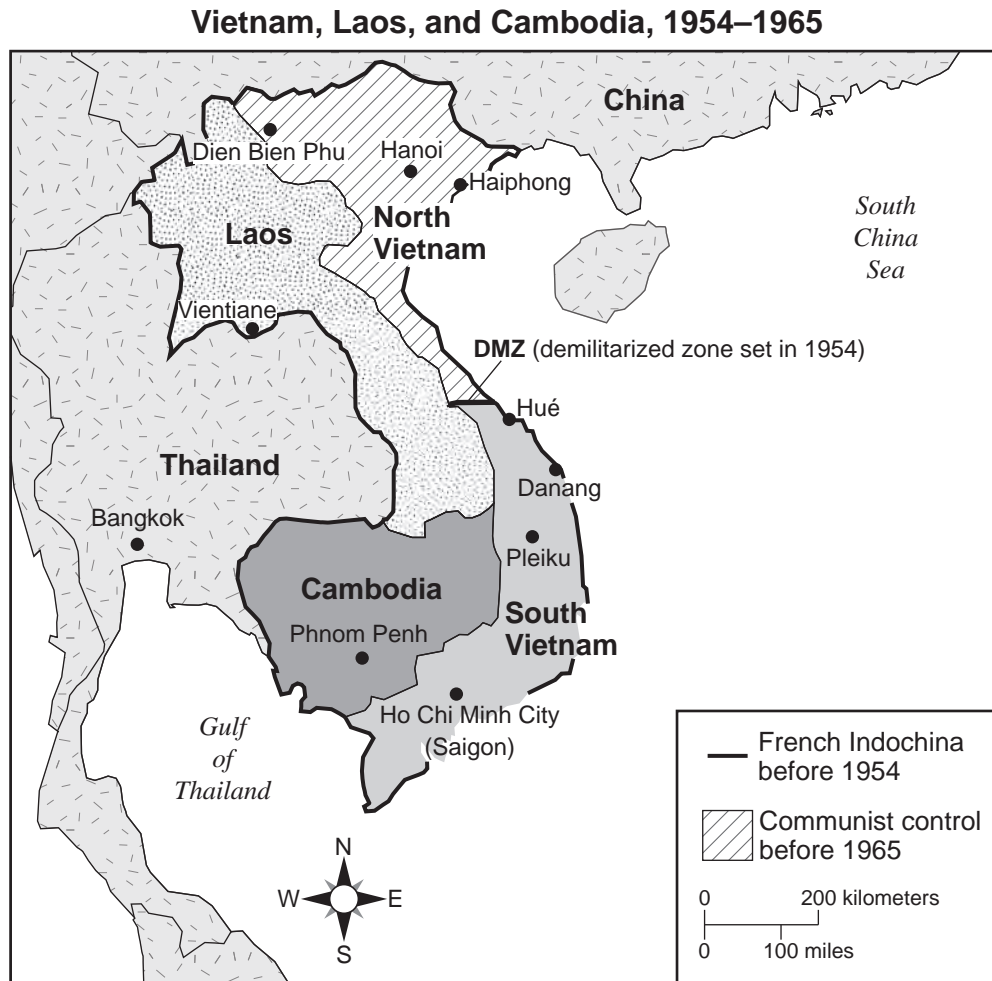 Vietnam, Laos, and Cambodia, 1954–1965
China
Dien Bien Phu
Hanoi
Haiphong
South
China
Sea
North
Vietnam
Laos
Vientiane
DMZ (demilitarized zone set in 1954)
Hué
Thailand
Danang
Bangkok
Pleiku
Cambodia
South
Vietnam
Phnom Penh
Ho Chi Minh City
(Saigon)
Gulf
of
Thailand
N
W
E
S
French Indochina
before 1954
Communist control
before 1965
0 200 kilometers
0 100 miles